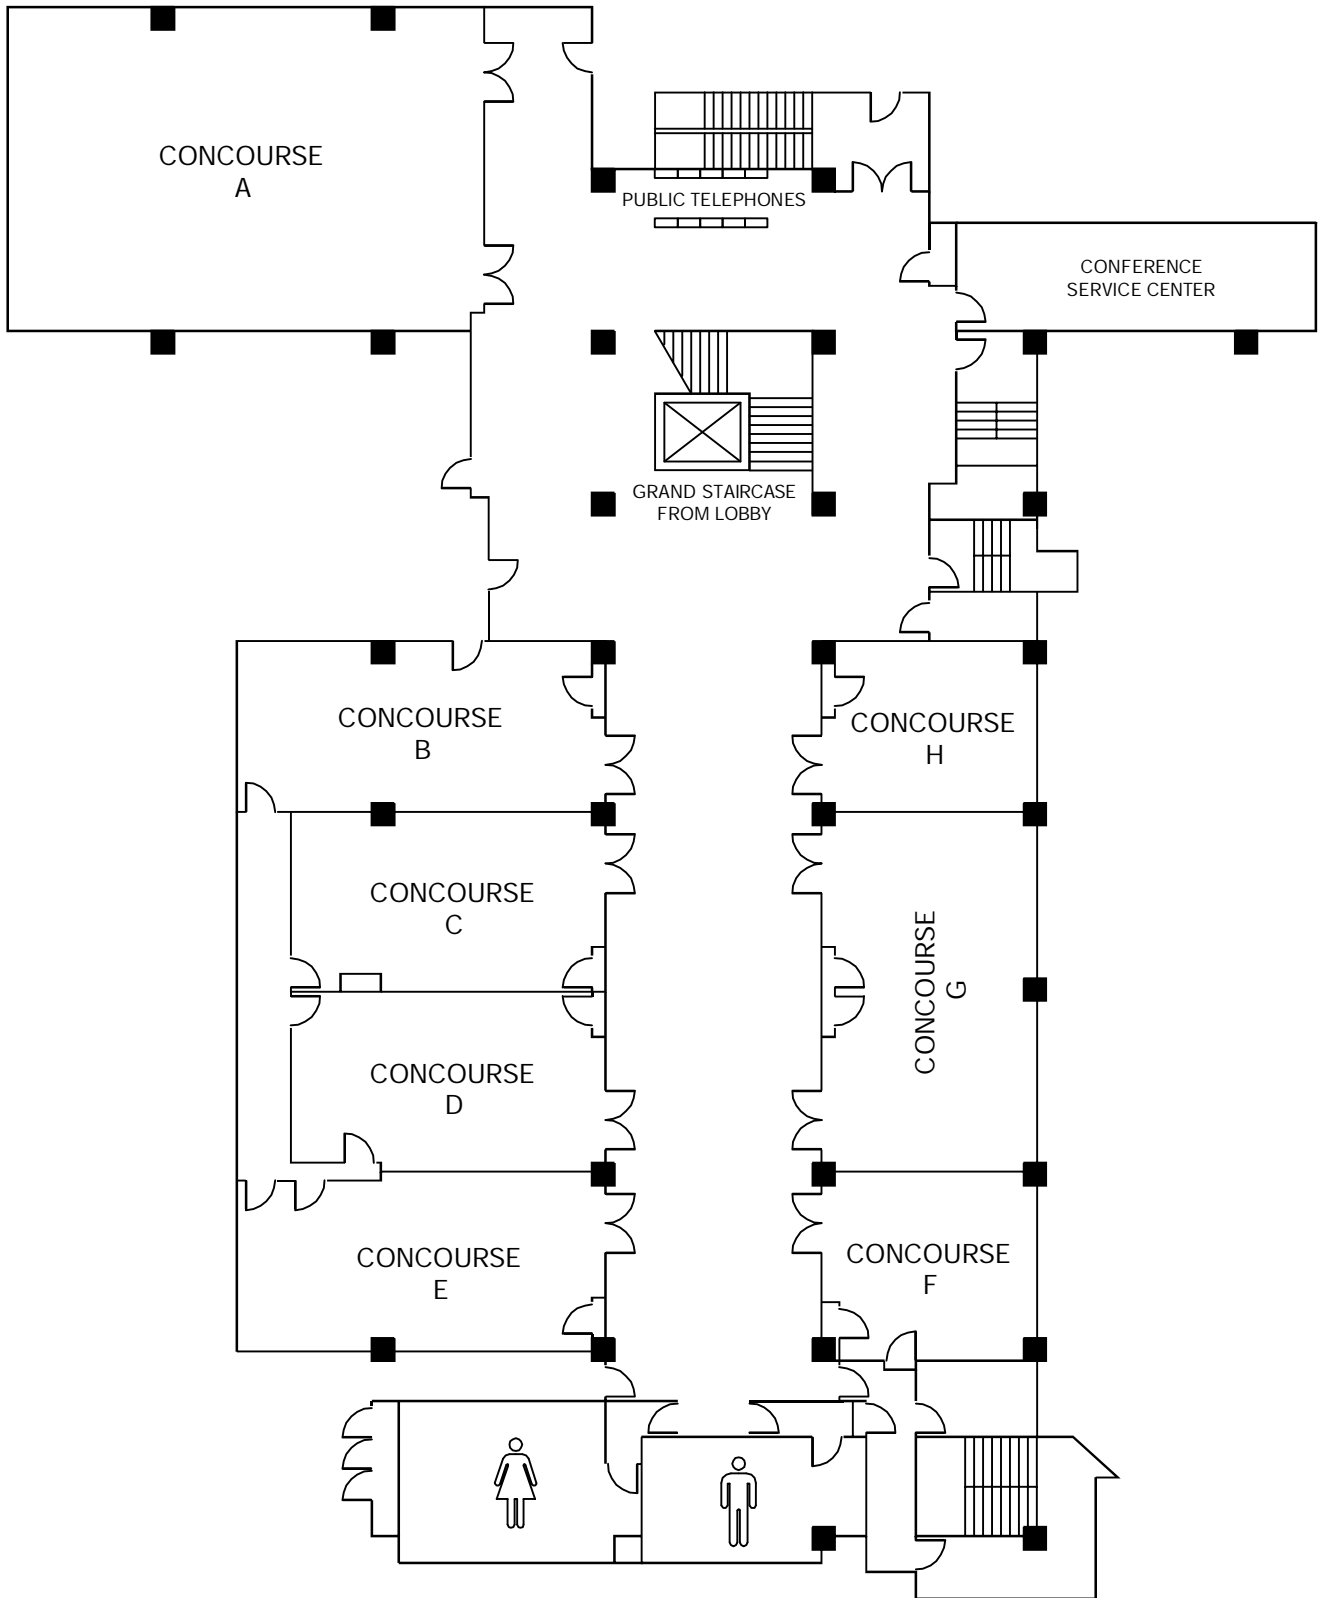 CONCOURSE
A
PUBLIC TELEPHONES
CONFERENCE
SERVICE CENTER
GRAND STAIRCASE
FROM LOBBY
CONCOURSE
B
CONCOURSE
H
CONCOURSE
C
CONCOURSE
G
CONCOURSE
D
CONCOURSE
E
CONCOURSE
F